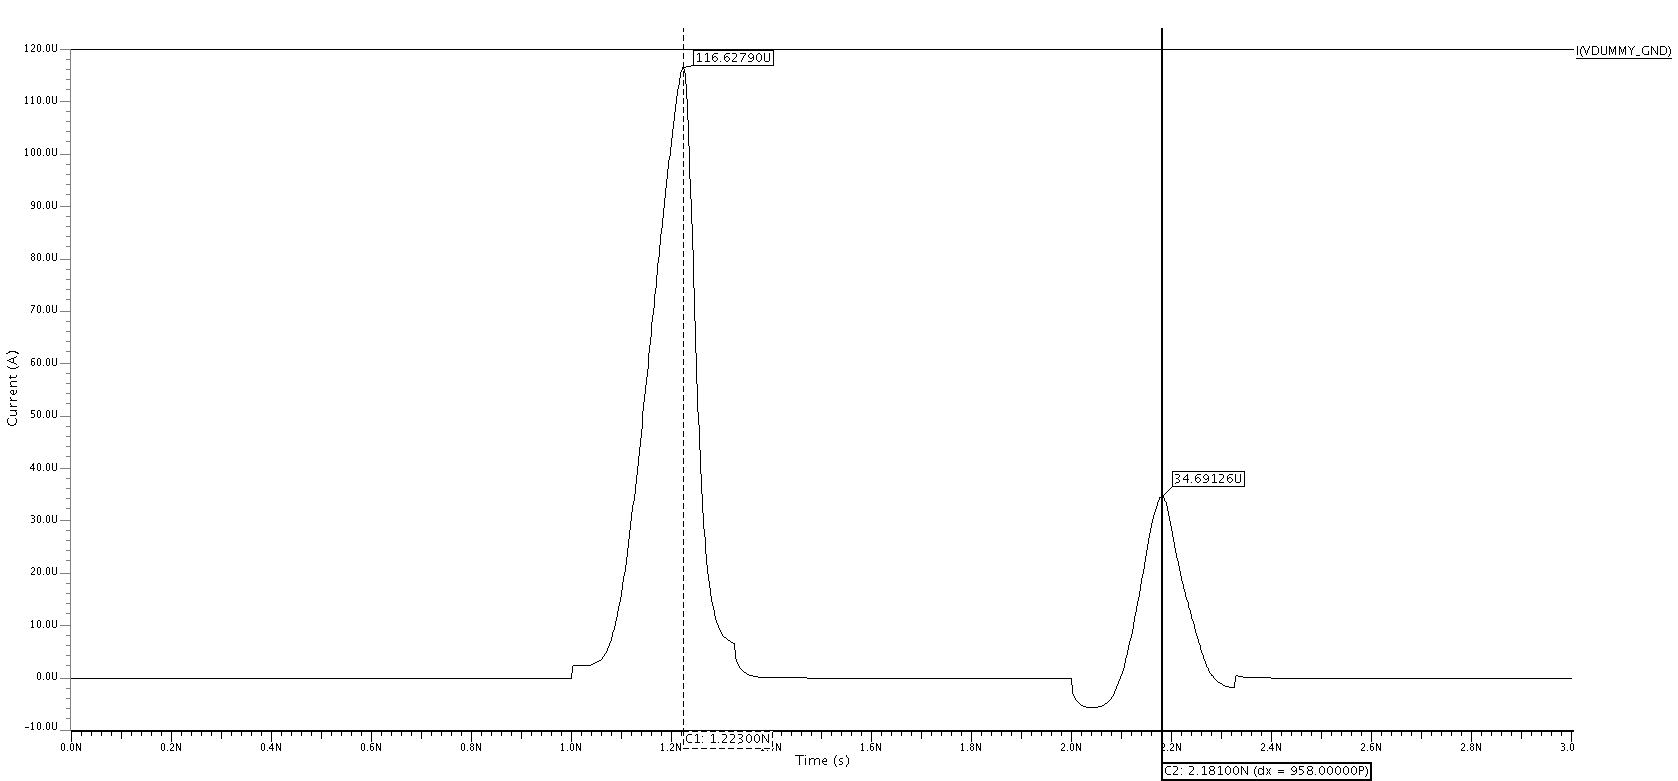 120.0U
116.62790U
I(VDUMMY_GND)
110.0U
100.0U
90.0U
80.0U
70.0U
60.0U
50.0U
40.0U
34.69126U
30.0U
20.0U
10.0U
0.0U
-10.0U
Current (A)
C1: 1.22300N
0.0N 0.2N 0.4N 0.6N 0.8N 1.0N 1.2N 1.6N 1.8N 2.0N 2.2N 2.4N 2.6N 2.8N 3.0
Time (s)
C2: 2.18100N (dx = 958.00000P)